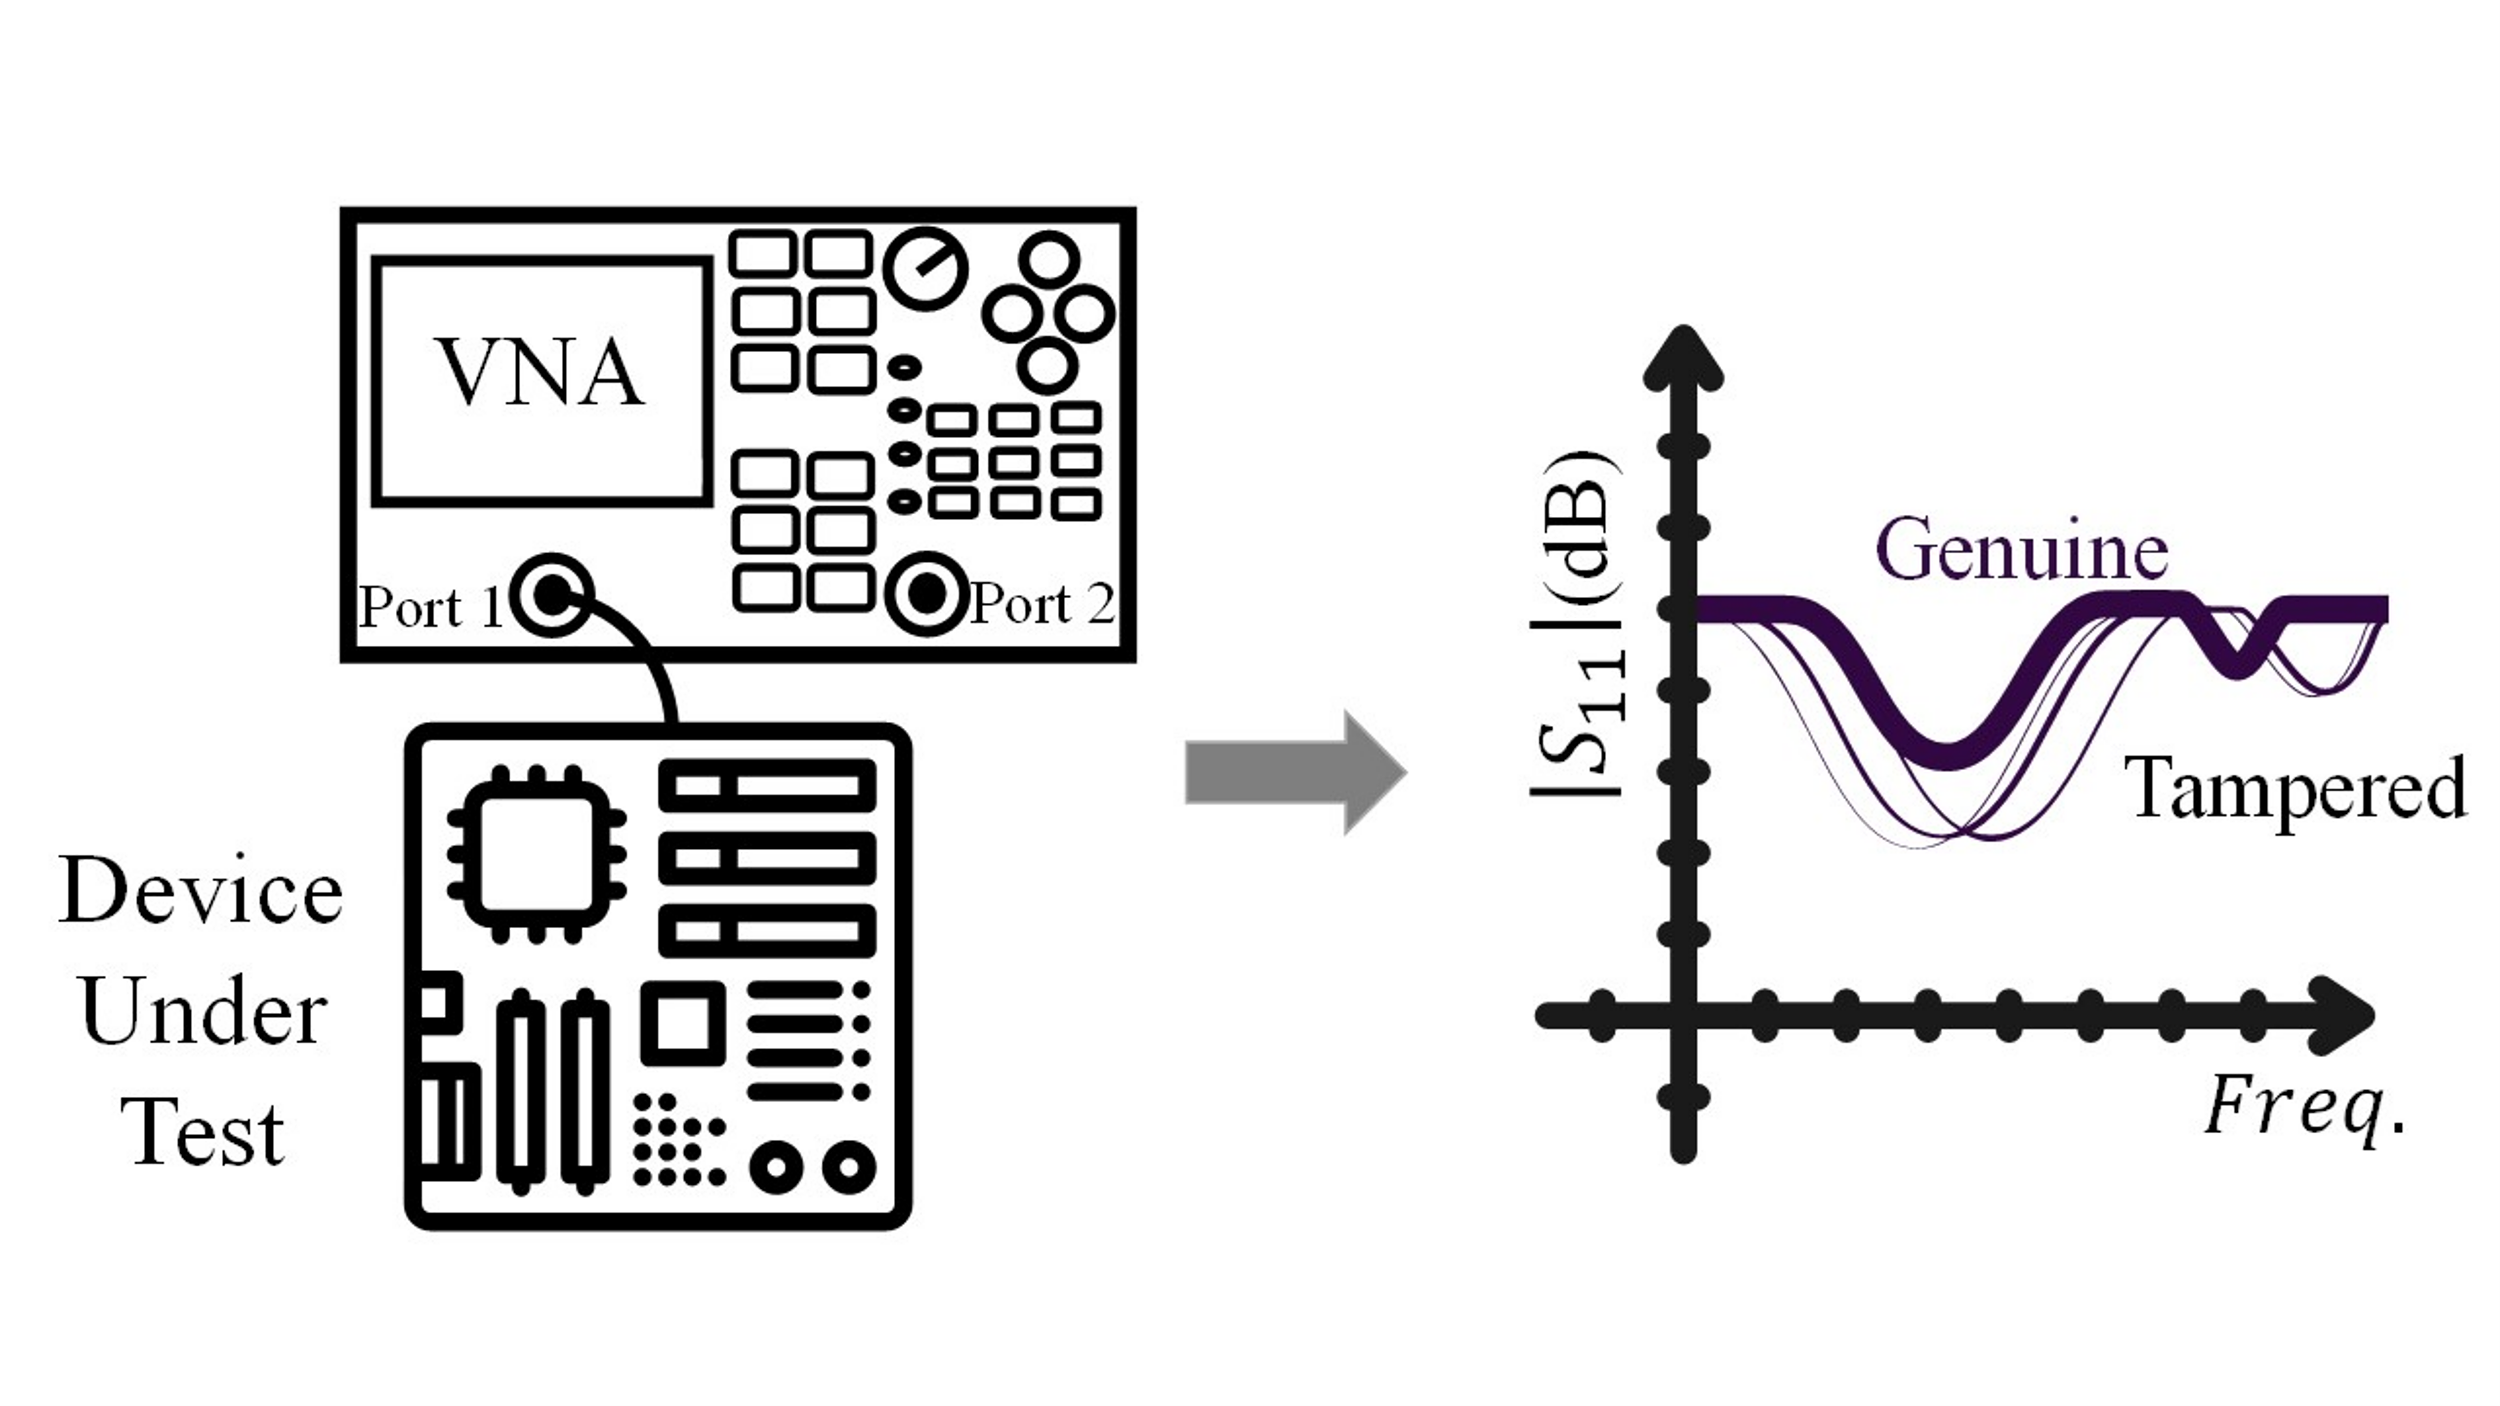 VNA
Port 1
Port 2
Device
Under
Test
|S₁₁|(dB)
Genuine
Tampered
Freq.